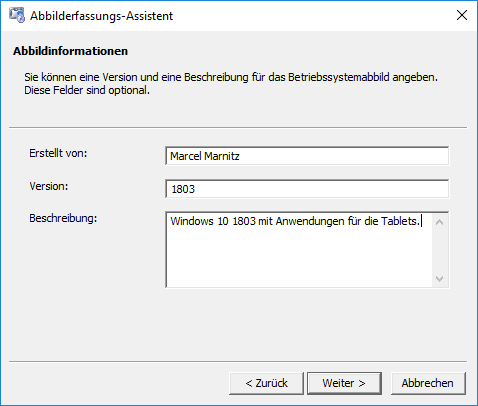 Abbilderfassungs-Assistent
Abbildinformationen
Sie können eine Version und eine Beschreibung für das Betriebssystemabbild angeben.
Diese Felder sind optional.
Erstellt von:
Marcel Marnitz
Version:
1803
Beschreibung:
Windows 10 1803 mit Anwendungen für die Tablets.
< Zurück
Weiter >
Abbrechen